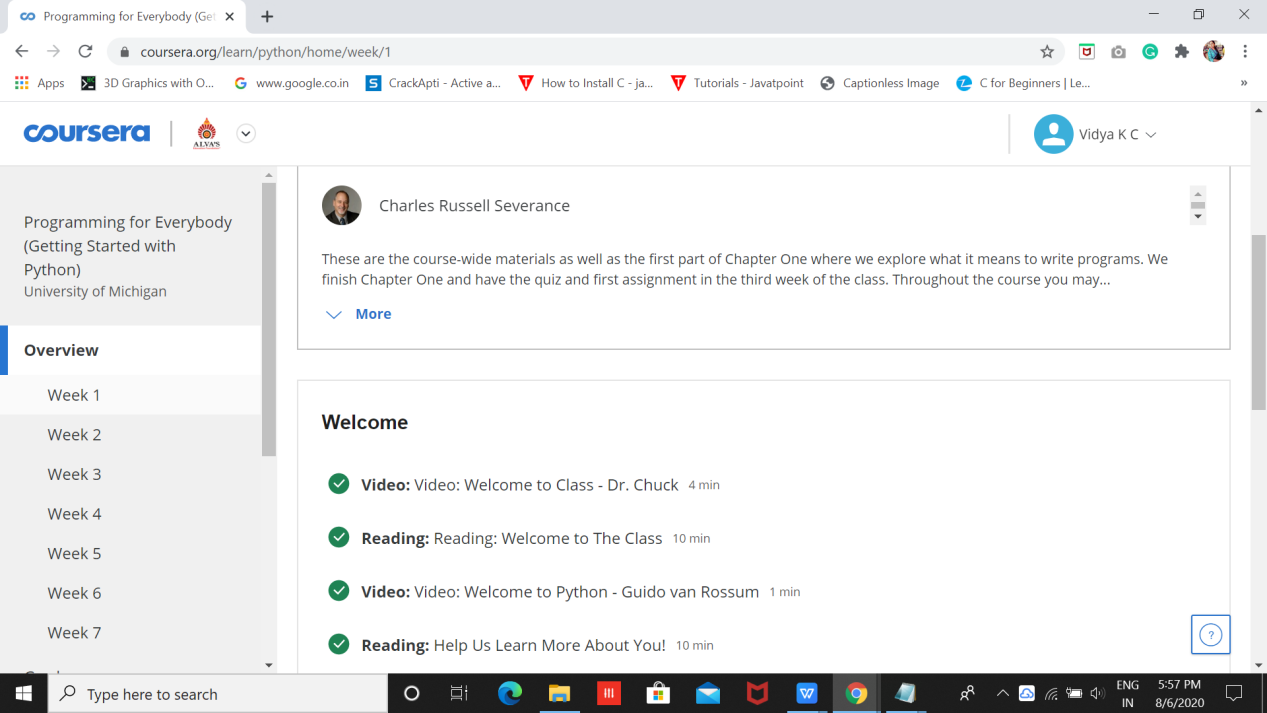 Programming for Everybody (Get
coursera.org/learn/python/home/week/1
Apps
3D Graphics with O...
www.google.co.in
CrackApti - Active a...
How to Install C - ja...
Tutorials - Javatpoint
Captionless Image
C for Beginners | Le...
»
coursera
ALVA'S
Vidya K C
Programming for Everybody
(Getting Started with
Python)
University of Michigan
Overview
Week 1
Week 2
Week 3
Week 4
Week 5
Week 6
Week 7
Charles Russell Severance
These are the course-wide materials as well as the first part of Chapter One where we explore what it means to write programs. We
finish Chapter One and have the quiz and first assignment in the third week of the class. Throughout the course you may...
More
Welcome
Video: Video: Welcome to Class - Dr. Chuck 4 min
Reading: Reading: Welcome to The Class 10 min
Video: Video: Welcome to Python - Guido van Rossum 1 min
Reading: Help Us Learn More About You! 10 min
?
Type here to search
ENG
IN
5:57 PM
8/6/2020